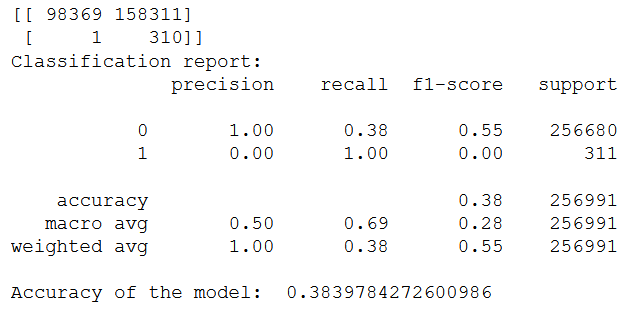 [[ 98369 158311]
[ 1 310]]
Classification report:
precision recall f1-score support
0 1.00 0.38 0.55 256680
1 0.00 1.00 0.00 311
accuracy 0.38 256991
macro avg 0.50 0.69 0.28 256991
weighted avg 1.00 0.38 0.55 256991
Accuracy of the model: 0.3839784272600986